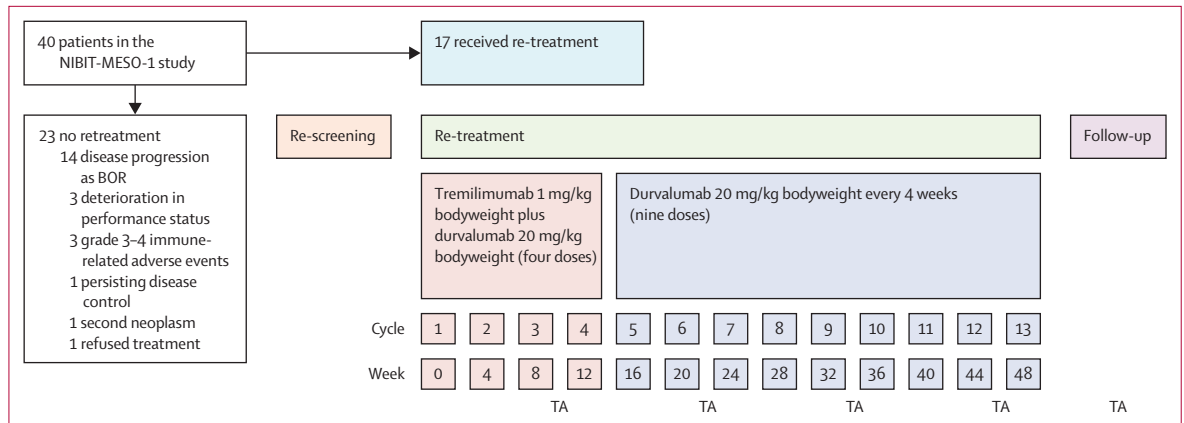 40 patients in the
NIBIT-MESO-1 study
17 received re-treatment
23 no retreatment
14 disease progression
as BOR
3 deterioration in
performance status
3 grade 3–4 immune-
related adverse events
1 persisting disease
control
1 second neoplasm
1 refused treatment
Re-screening
Re-treatment
Follow-up
Tremilimumab 1 mg/kg
bodyweight plus
durvalumab 20 mg/kg
bodyweight (four doses)
Durvalumab 20 mg/kg bodyweight every 4 weeks
(nine doses)
Cycle 1 2 3 4 5 6 7 8 9 10 11 12 13
Week 0 4 8 12 16 20 24 28 32 36 40 44 48
TA TA TA TA TA